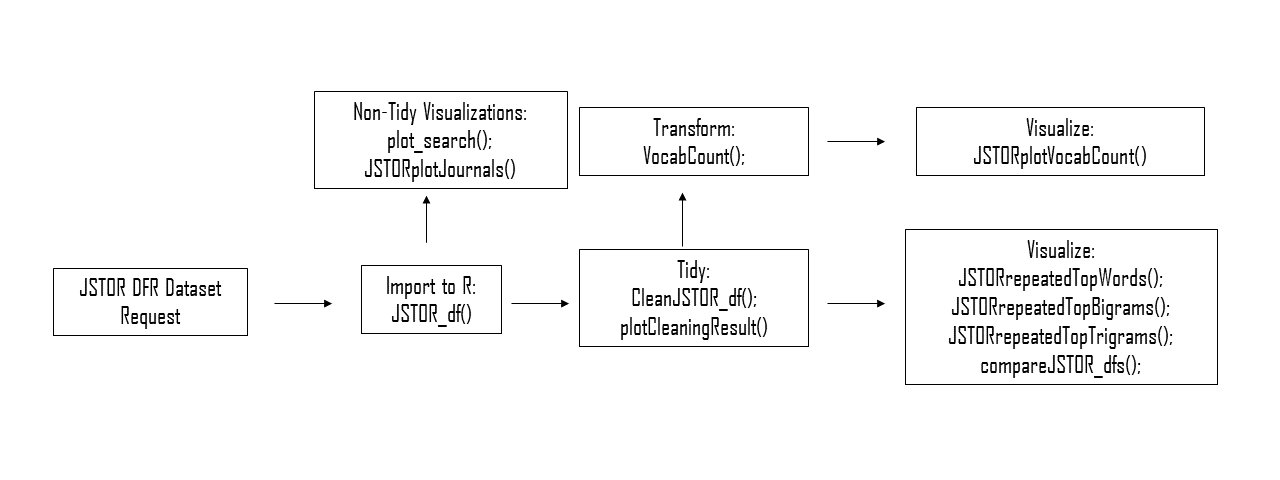 Non-Tidy Visualizations:
plot_search();
JSTORplotJournals()
Transform:
VocabCount();
Visualize:
JSTORplotVocabCount()
JSTOR DFR Dataset
Request
Import to R:
JSTOR_df()
Tidy:
CleanJSTOR_df();
plotCleaningResult()
Visualize:
JSTORrepeatedTopWords();
JSTORrepeatedTopBigrams();
JSTORrepeatedTopTrigrams();
compareJSTOR_dfs();